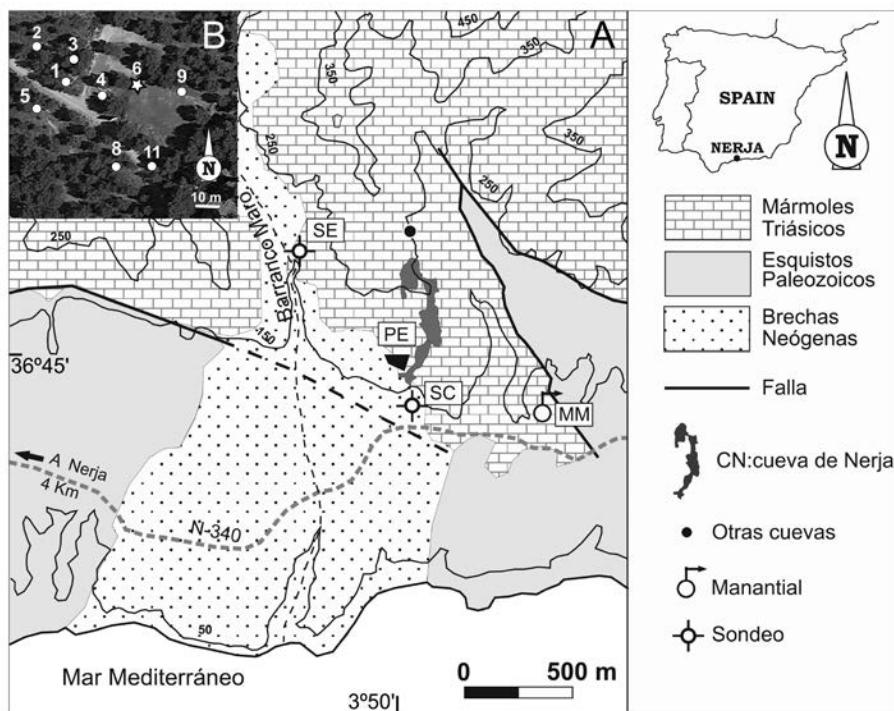 B
A
2
3
1
4
6
9
5
8
11
N
10 m
450
350
350
350
250
350
250
250
SE
Barranco Maro
150
PE
SC
MM
36º45'
A Nerja
4 Km
N-340
50
Mar Mediterráneo
0
500 m
3º50'
SPAIN
NERJA
N
Mármoles
Triásicos
Esquistos
Paleozoicos
Brechas
Neógenas
Falla
CN:cueva de Nerja
Otras cuevas
Manantial
Sondeo